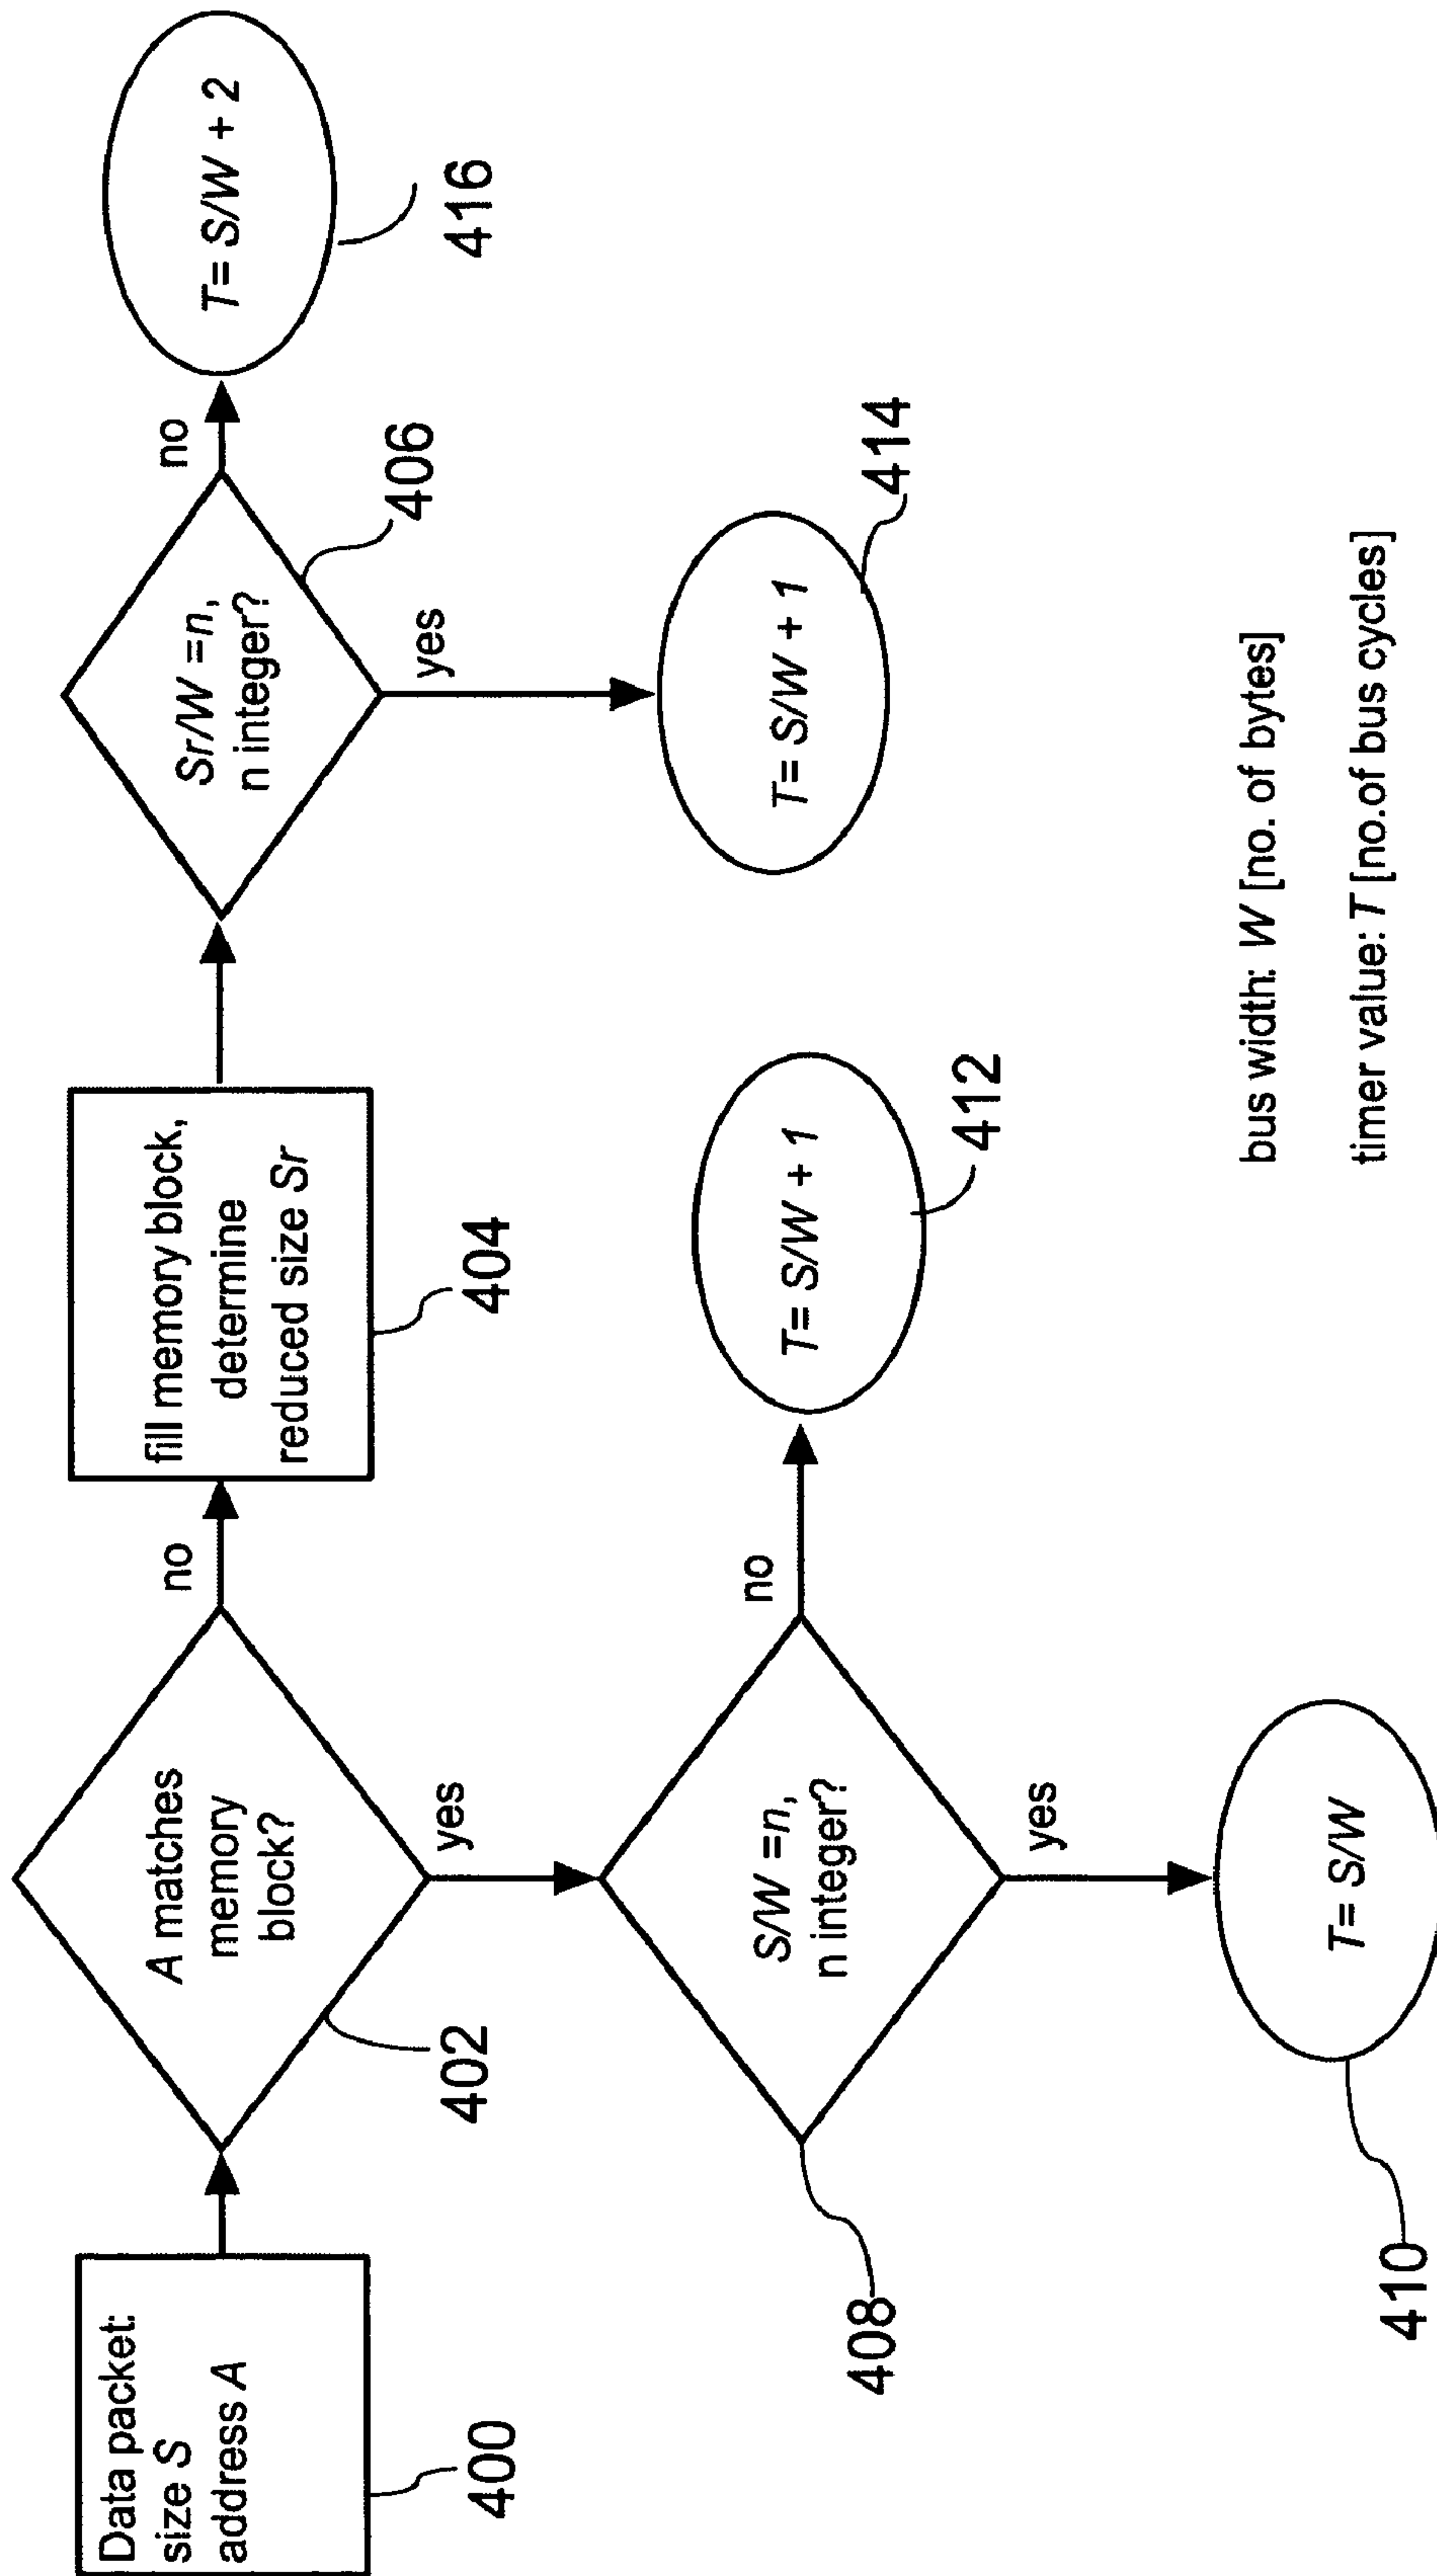 Data packet:
size S
address A
400
A matches
memory
block?
402
no
yes
fill memory block,
determine
reduced size Sr
404
Sr/W =n,
n integer?
406
no
yes
T= S/W + 2
416
T= S/W + 1
414
S/W =n,
n integer?
408
no
yes
T= S/W + 1
412
T= S/W
410
bus width: W [no. of bytes]
timer value: T [no.of bus cycles]